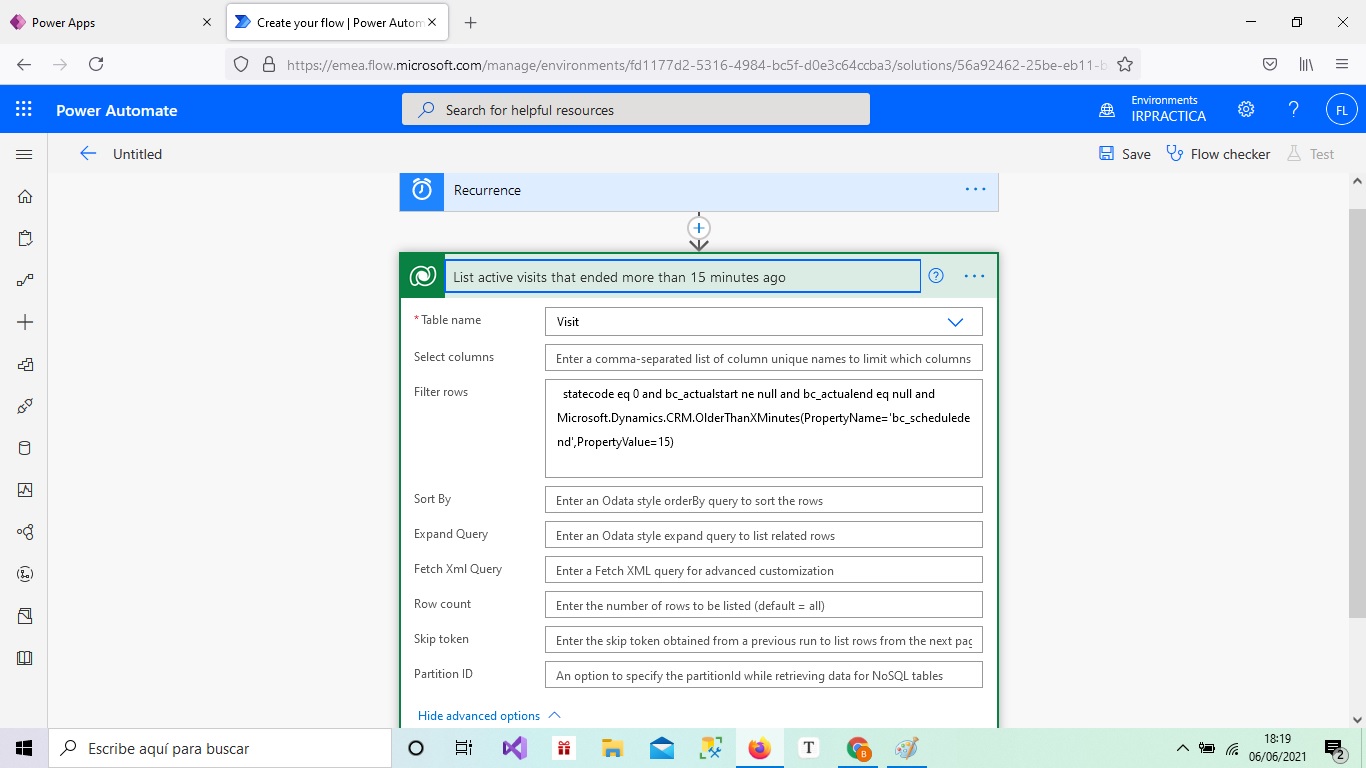 Power Apps
Create your flow | Power Autom
https://emea.flow.microsoft.com/manage/environments/fd1177d2-5316-4984-bc5f-d0e3c64ccba3/solutions/56a92462-25be-eb11-b
Power Automate
Search for helpful resources
Environments
IRPRACTICA
?
FL
Untitled
Save
Flow checker
Test
Recurrence
List active visits that ended more than 15 minutes ago
* Table name
Visit
Select columns
Enter a comma-separated list of column unique names to limit which columns
Filter rows
statecode eq 0 and bc_actualstart ne null and bc_actualend eq null and
Microsoft.Dynamics.CRM.OlderThanXMinutes(PropertyName='bc_schedulede
nd',PropertyValue=15)
Sort By
Enter an Odata style orderBy query to sort the rows
Expand Query
Enter an Odata style expand query to list related rows
Fetch Xml Query
Enter a Fetch XML query for advanced customization
Row count
Enter the number of rows to be listed (default = all)
Skip token
Enter the skip token obtained from a previous run to list rows from the next pag
Partition ID
An option to specify the partitionId while retrieving data for NoSQL tables
Hide advanced options
Escribe aquí para buscar
T
B
18:19
06/06/2021
2